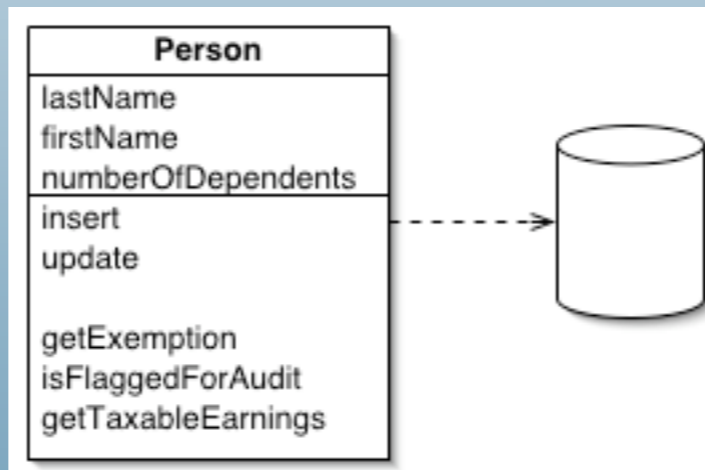 Person
lastName
firstName
numberOfDependents
insert
update
getExemption
isFlaggedForAudit
getTaxableEarnings